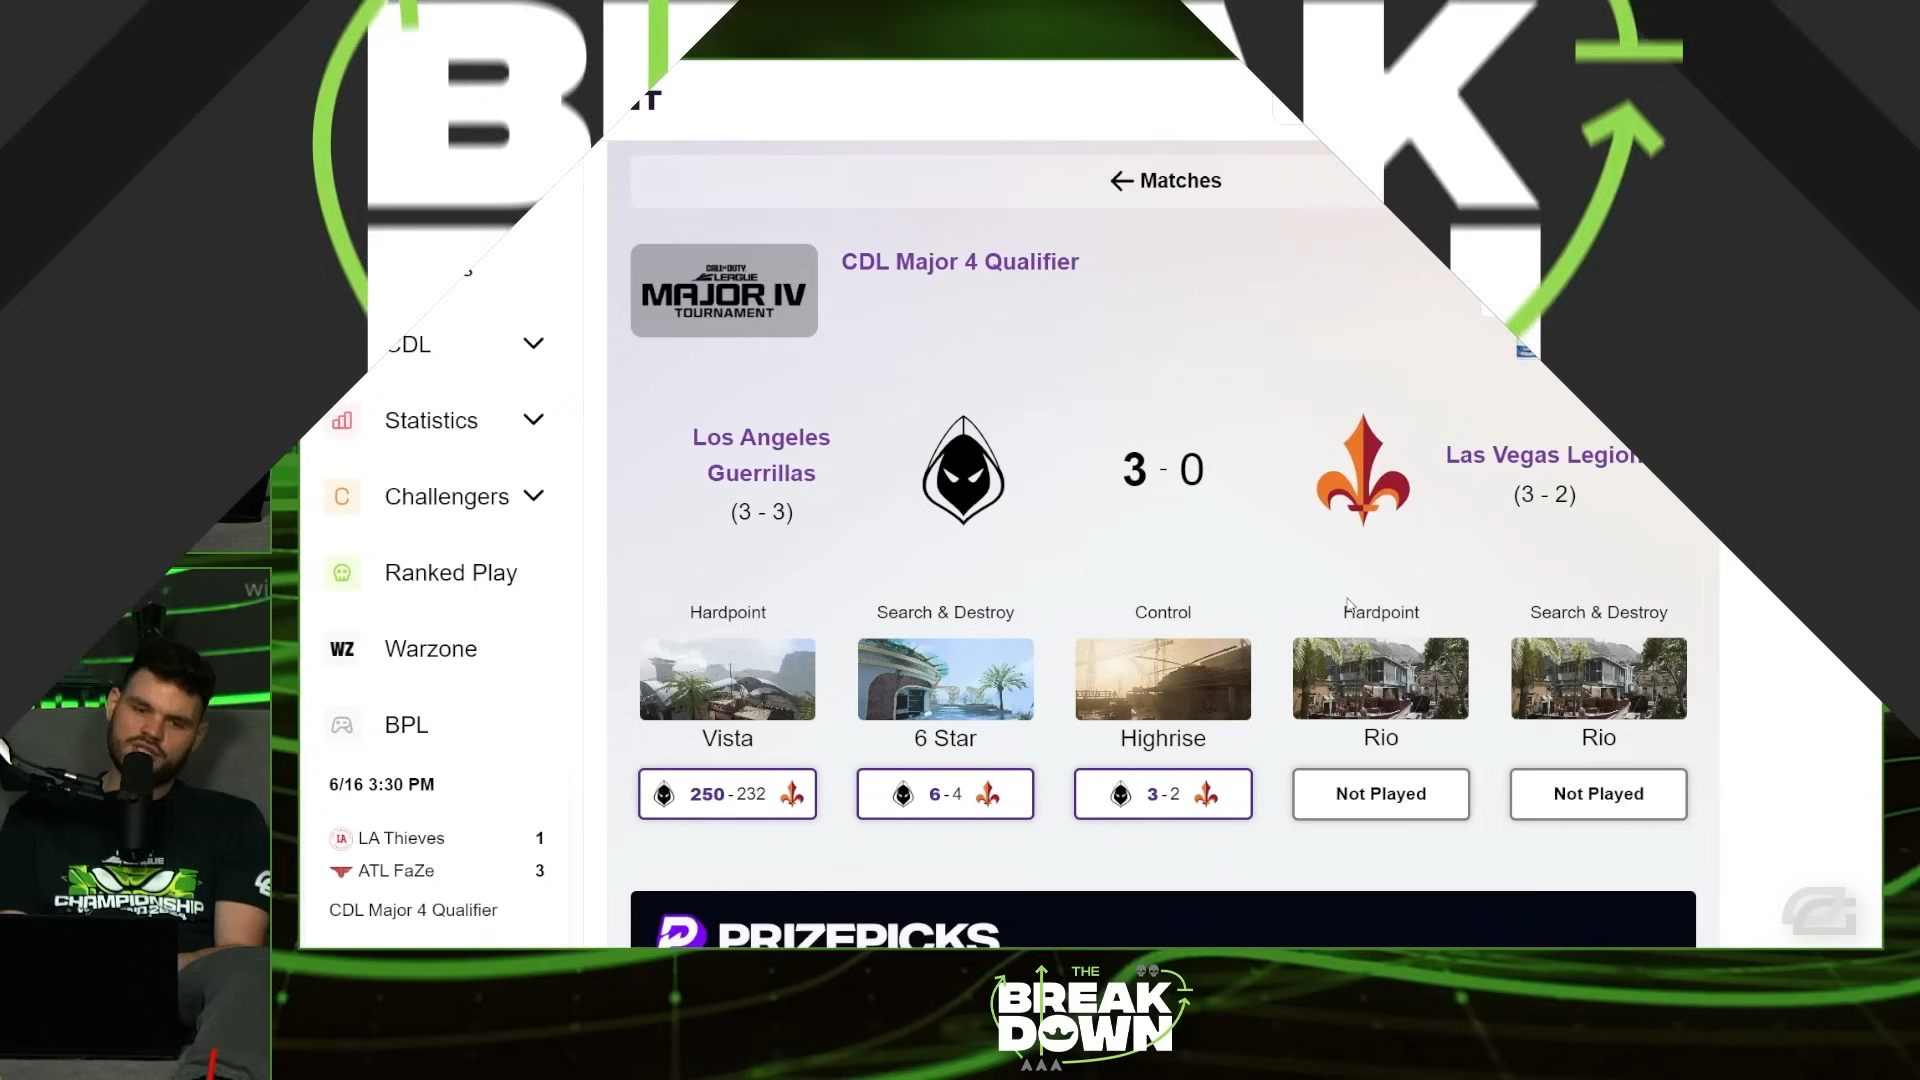 ← Matches
CALL OF DUTY
LEAGUE
MAJOR IV
TOURNAMENT
CDL Major 4 Qualifier
CDL
Statistics
C Challengers
Ranked Play
WZ Warzone
BPL
6/16 3:30 PM
LA LA Thieves 1
ATL FaZe 3
CDL Major 4 Qualifier
Los Angeles
Guerrillas
(3 - 3)
3 - 0
Las Vegas Legion
(3 - 2)
Hardpoint
Vista
250 - 232
Search & Destroy
6 Star
6 - 4
Control
Highrise
3 - 2
Hardpoint
Rio
Not Played
Search & Destroy
Rio
Not Played
PRIZEPICKS
CHAMPIONSHIP
THE
BREAK
DOWN